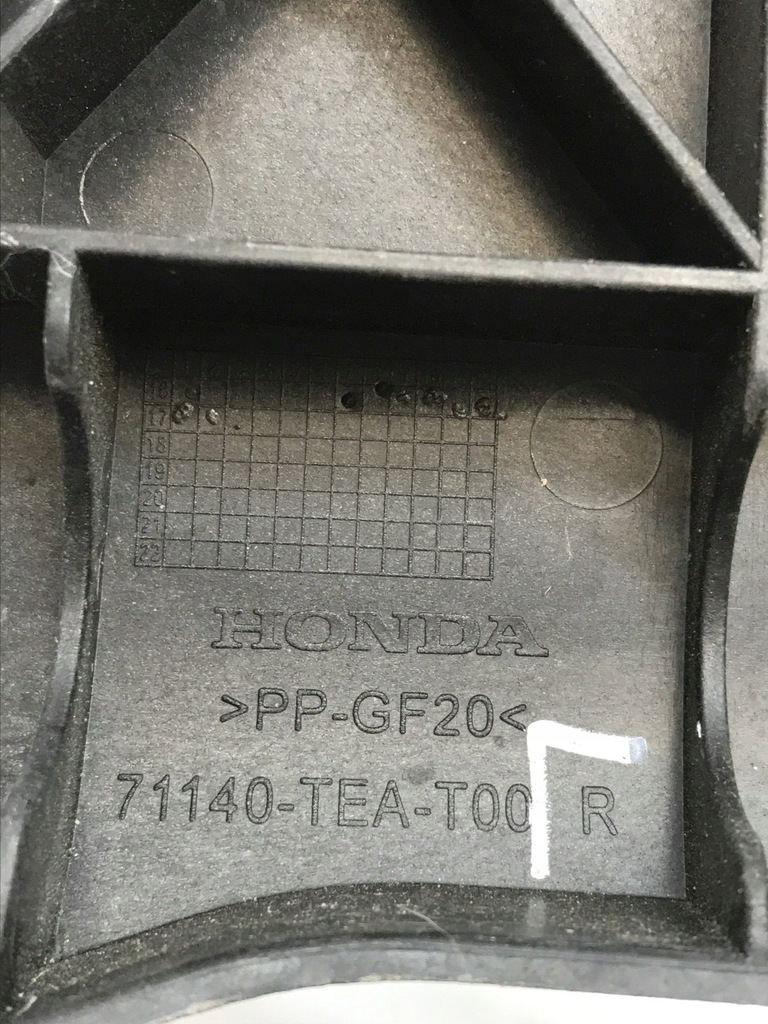 16
17
18
19
20
21
22
HONDA
>PP-GF20<
71140-TEA-T00 R